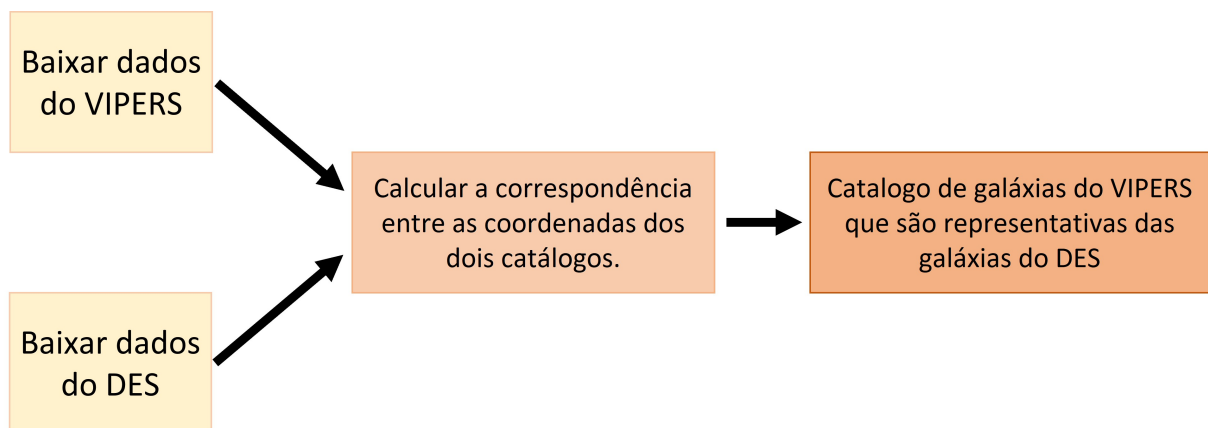 Baixar dados
do VIPERS
Calcular a correspondência
entre as coordenadas dos
dois catálogos.
Catalogo de galáxias do VIPERS
que são representativas das
galáxias do DES
Baixar dados
do DES